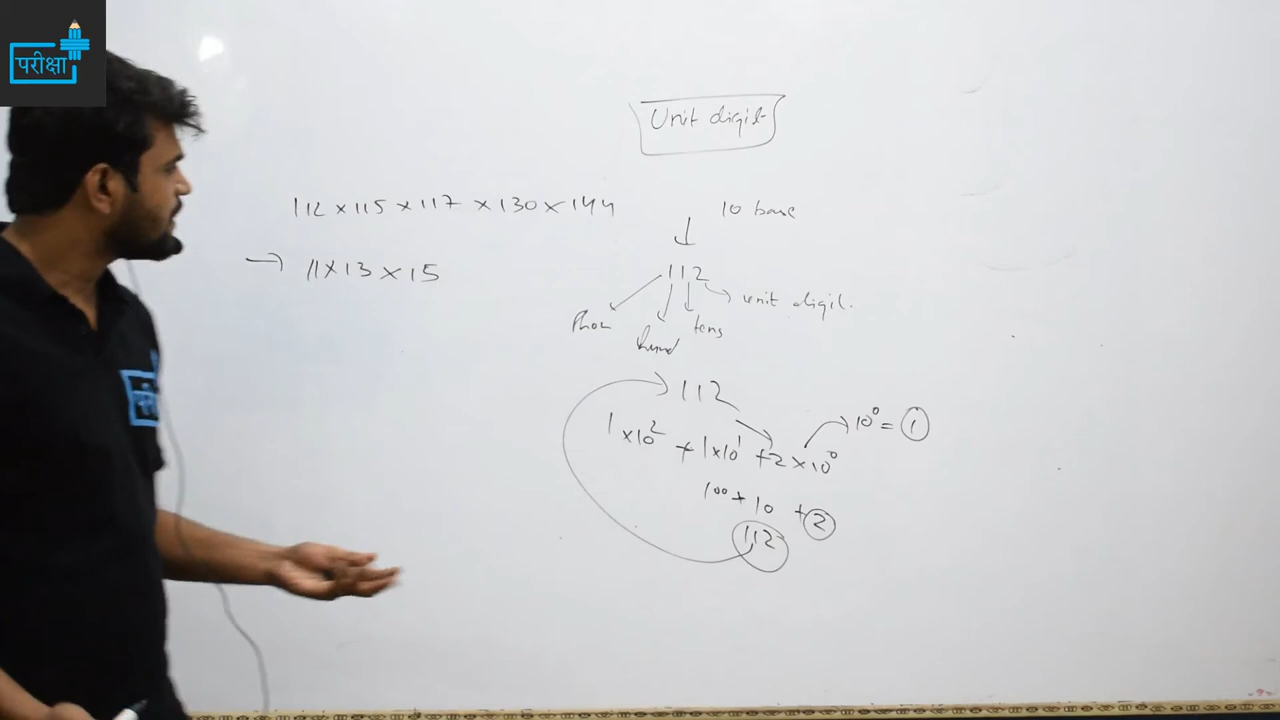 परीक्षा
Unit digit
112 × 115 × 117 × 130 × 144
10 base
→ 11 × 13 × 15
112
unit digit.
tens
112
1 × 10² + 1 × 10¹ + 2 × 10⁰
10⁰ = 1
100 + 10 + 2
112